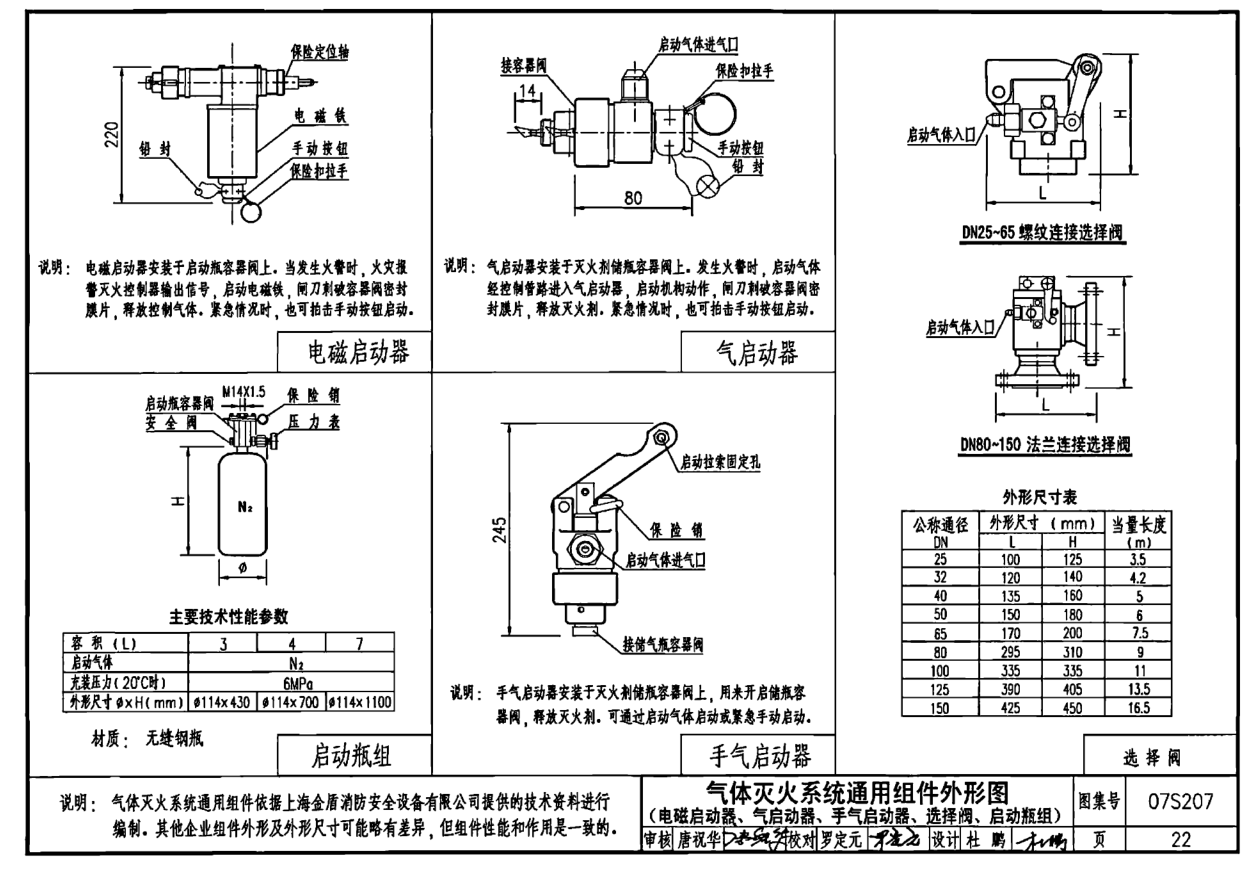 保险定位轴
电磁铁
220
铅封
手动按钮
保险扣拉手
说明： 电磁启动器安装于启动瓶容器阀上。当发生火警时，火灾报
警灭火控制器输出信号，启动电磁铁，闸刀刺破容器阀密封
膜片，释放控制气体。紧急情况时，也可拍击手动按钮启动。
电磁启动器
启动气体进气口
接容器阀
保险扣拉手
14
手动按钮
铅封
80
说明： 气启动器安装于灭火剂储瓶容器阀上。发生火警时，启动气体
经控制管路进入气启动器，启动机构动作，闸刀刺破容器阀密
封膜片，释放灭火剂。紧急情况时，也可拍击手动按钮启动。
气启动器
M14X1.5
保险销
启动瓶容器阀
安全阀
压力表
H
N₂
ø
主要技术性能参数
容积(L) 3 4 7
启动气体 N₂
充装压力(20℃时) 6MPa
外形尺寸 øxH(mm) ø114x430 ø114x700 ø114x1100
材质： 无缝钢瓶
启动瓶组
启动拉索固定孔
245
保险销
启动气体进气口
接储气瓶容器阀
说明： 手气启动器安装于灭火剂储瓶容器阀上，用来开启储瓶容
器阀，释放灭火剂。可通过启动气体启动或紧急手动启动。
手气启动器
H
启动气体入口
L
DN25~65 螺纹连接选择阀
启动气体入口
H
L
DN80~150 法兰连接选择阀
外形尺寸表
公称通径 外形尺寸 (mm) 当量长度
DN L H (m)
25 100 125 3.5
32 120 140 4.2
40 135 160 5
50 150 180 6
65 170 200 7.5
80 295 310 9
100 335 335 11
125 390 405 13.5
150 425 450 16.5
选择阀
说明： 气体灭火系统通用组件依据上海金盾消防安全设备有限公司提供的技术资料进行
编制。其他企业组件外形及外形尺寸可能略有差异，但组件性能和作用是一致的。
气体灭火系统通用组件外形图
(电磁启动器、气启动器、手气启动器、选择阀、启动瓶组)
图集号 07S207
审核 唐祝华 校对 罗定元 设计 杜鹏 页 22